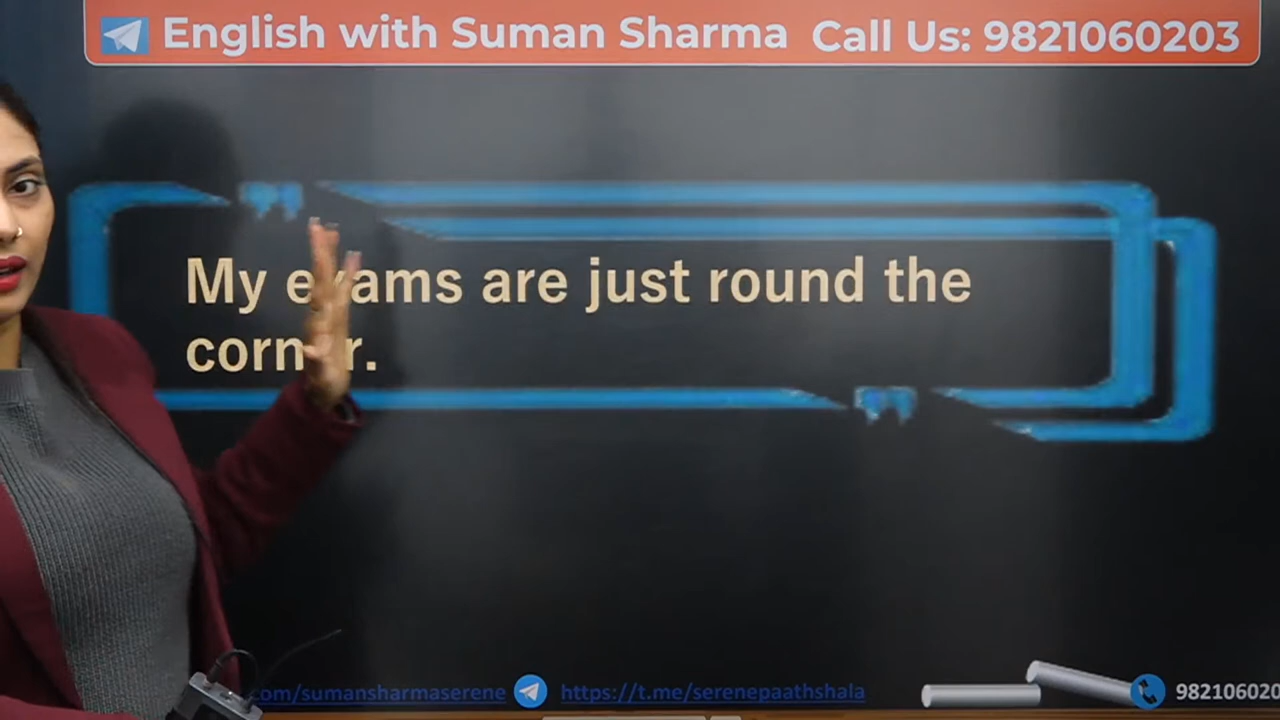 English with Suman Sharma Call Us: 9821060203
My exams are just round the
corner.
com/sumansharmaserene https://t.me/serenepaathshala 982106020